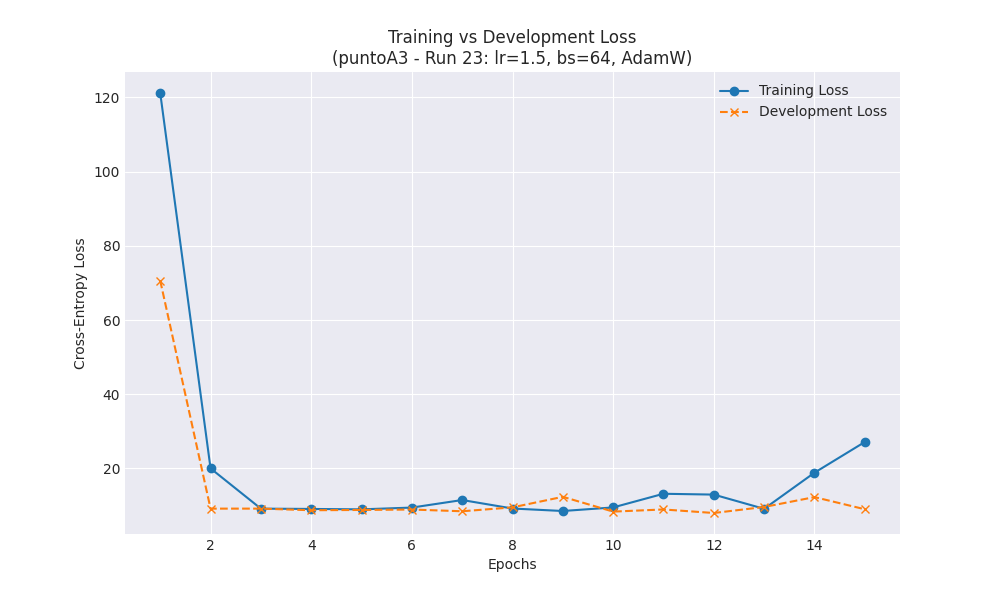 Training vs Development Loss
(puntoA3 - Run 23: lr=1.5, bs=64, AdamW)
Training Loss
Development Loss
120
100
80
60
40
20
Cross-Entropy Loss
2 4 6 8 10 12 14
Epochs